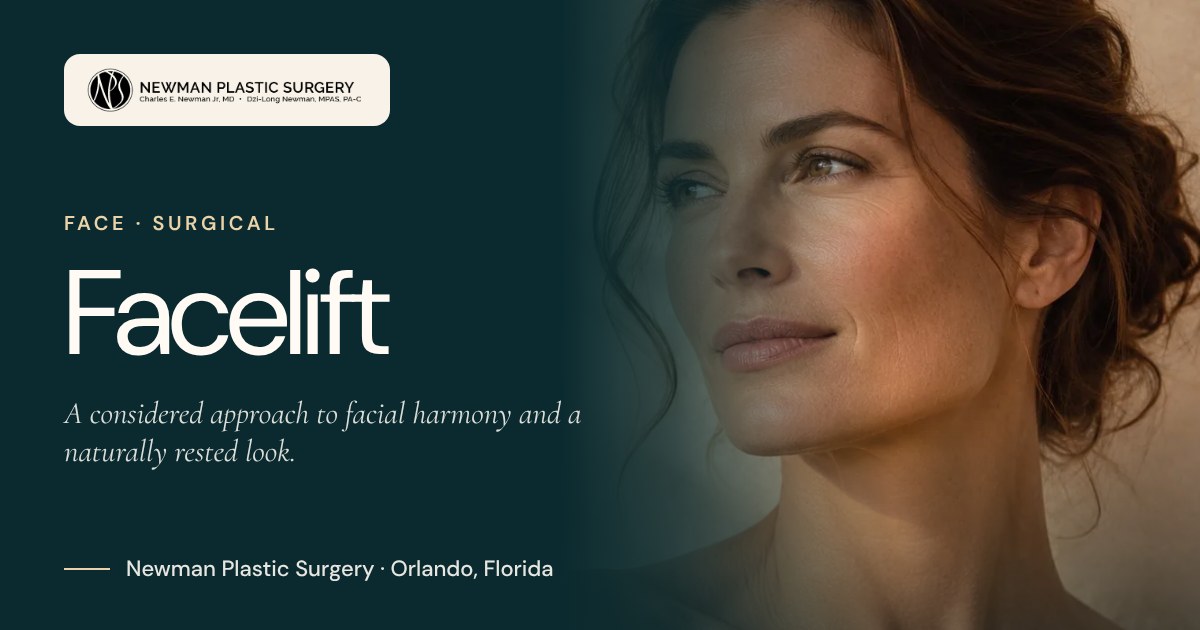 NPS
NEWMAN PLASTIC SURGERY
Charles E. Newman Jr, MD • Dzi-Long Newman, MPAS, PA-C
FACE · SURGICAL
Facelift
A considered approach to facial harmony and a
naturally rested look.
Newman Plastic Surgery · Orlando, Florida